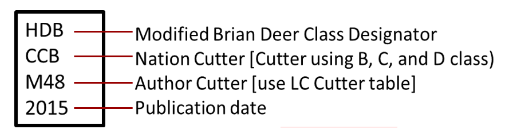 HDB Modified Brian Deer Class Designator
CCB Nation Cutter [Cutter using B, C, and D class)
M48 Author Cutter [use LC Cutter table]
2015 Publication date